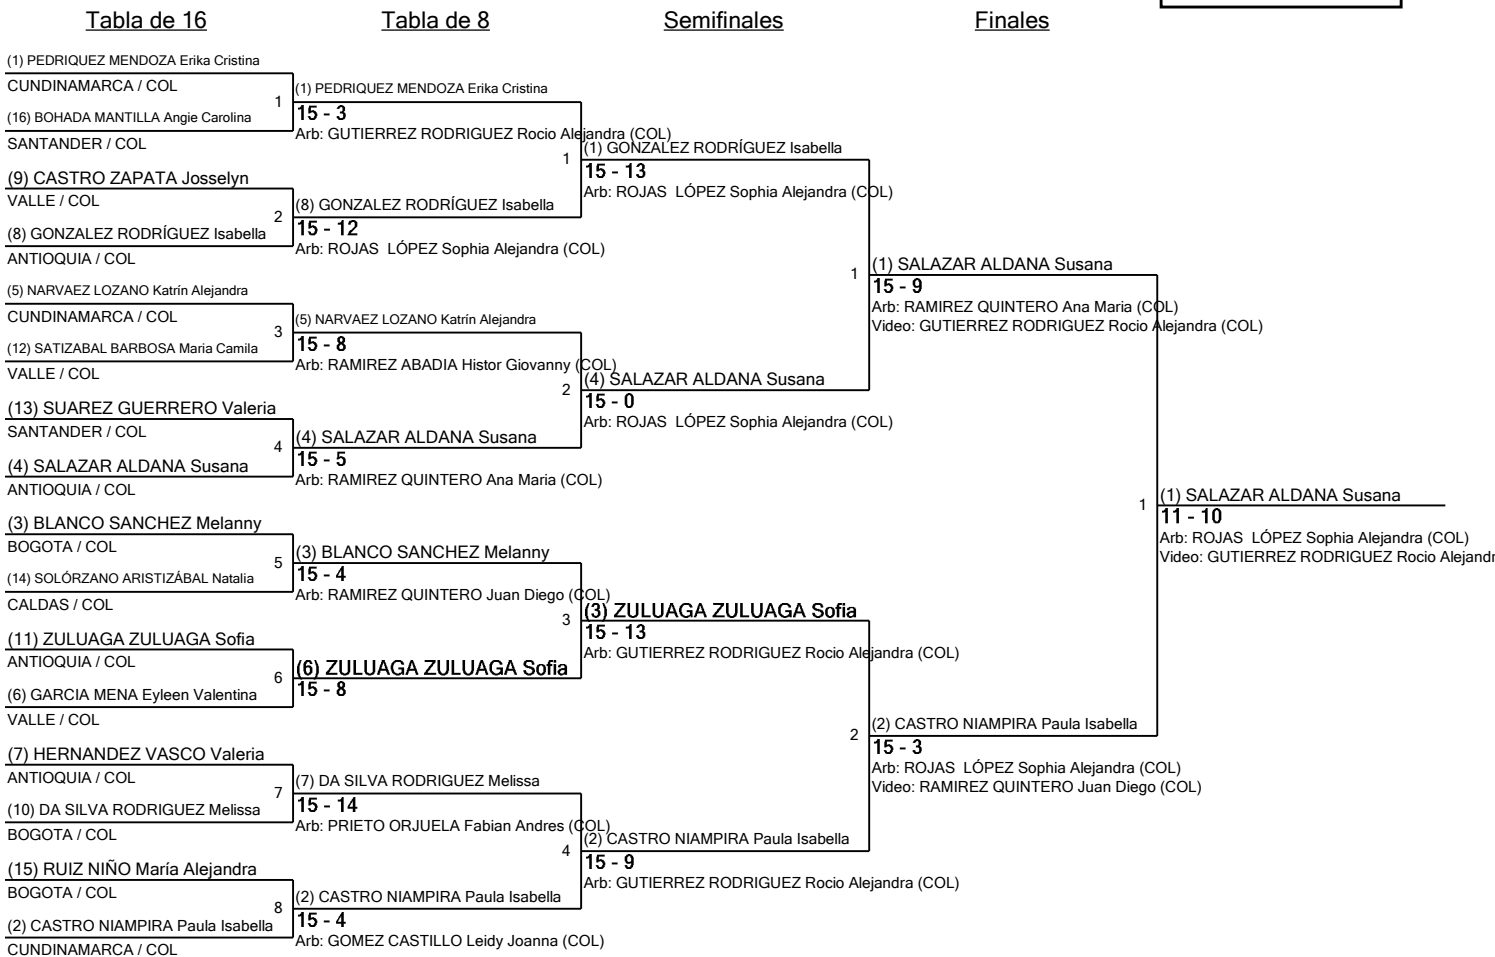 Tabla de 16
Tabla de 8
Semifinales
Finales
(1) PEDRIQUEZ MENDOZA Erika Cristina
CUNDINAMARCA / COL
1
(16) BOHADA MANTILLA Angie Carolina
SANTANDER / COL
(9) CASTRO ZAPATA Josselyn
VALLE / COL
2
(8) GONZALEZ RODRÍGUEZ Isabella
ANTIOQUIA / COL
(5) NARVAEZ LOZANO Katrín Alejandra
CUNDINAMARCA / COL
3
(12) SATIZABAL BARBOSA Maria Camila
VALLE / COL
(13) SUAREZ GUERRERO Valeria
SANTANDER / COL
4
(4) SALAZAR ALDANA Susana
ANTIOQUIA / COL
(3) BLANCO SANCHEZ Melanny
BOGOTA / COL
5
(14) SOLÓRZANO ARISTIZÁBAL Natalia
CALDAS / COL
(11) ZULUAGA ZULUAGA Sofia
ANTIOQUIA / COL
6
(6) GARCIA MENA Eyleen Valentina
VALLE / COL
(7) HERNANDEZ VASCO Valeria
ANTIOQUIA / COL
7
(10) DA SILVA RODRIGUEZ Melissa
BOGOTA / COL
(15) RUIZ NIÑO María Alejandra
BOGOTA / COL
8
(2) CASTRO NIAMPIRA Paula Isabella
CUNDINAMARCA / COL
(1) PEDRIQUEZ MENDOZA Erika Cristina
15 - 3
Arb: GUTIERREZ RODRIGUEZ Rocio Alejandra (COL)
1
(8) GONZALEZ RODRÍGUEZ Isabella
15 - 12
Arb: ROJAS  LÓPEZ Sophia Alejandra (COL)
(5) NARVAEZ LOZANO Katrín Alejandra
15 - 8
Arb: RAMIREZ ABADIA Histor Giovanny (COL)
2
(4) SALAZAR ALDANA Susana
15 - 5
Arb: RAMIREZ QUINTERO Ana Maria (COL)
(3) BLANCO SANCHEZ Melanny
15 - 4
Arb: RAMIREZ QUINTERO Juan Diego (COL)
3
(6) ZULUAGA ZULUAGA Sofia
15 - 8
(7) DA SILVA RODRIGUEZ Melissa
15 - 14
Arb: PRIETO ORJUELA Fabian Andres (COL)
4
(2) CASTRO NIAMPIRA Paula Isabella
15 - 4
Arb: GOMEZ CASTILLO Leidy Joanna (COL)
(1) GONZALEZ RODRÍGUEZ Isabella
15 - 13
Arb: ROJAS  LÓPEZ Sophia Alejandra (COL)
1
(4) SALAZAR ALDANA Susana
15 - 0
Arb: ROJAS  LÓPEZ Sophia Alejandra (COL)
(3) ZULUAGA ZULUAGA Sofia
15 - 13
Arb: GUTIERREZ RODRIGUEZ Rocio Alejandra (COL)
2
(2) CASTRO NIAMPIRA Paula Isabella
15 - 9
Arb: GUTIERREZ RODRIGUEZ Rocio Alejandra (COL)
(1) SALAZAR ALDANA Susana
15 - 9
Arb: RAMIREZ QUINTERO Ana Maria (COL)
Video: GUTIERREZ RODRIGUEZ Rocio Alejandra (COL)
1
(2) CASTRO NIAMPIRA Paula Isabella
15 - 3
Arb: ROJAS  LÓPEZ Sophia Alejandra (COL)
Video: RAMIREZ QUINTERO Juan Diego (COL)
(1) SALAZAR ALDANA Susana
11 - 10
Arb: ROJAS  LÓPEZ Sophia Alejandra (COL)
Video: GUTIERREZ RODRIGUEZ Rocio Alejandr